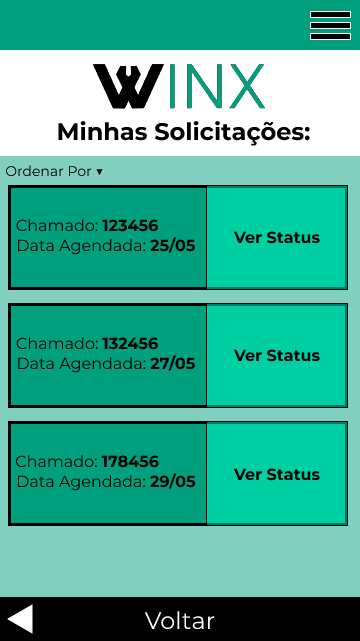 WINX
Minhas Solicitações:
Ordenar Por ▼
Chamado: 123456
Data Agendada: 25/05
Ver Status
Chamado: 132456
Data Agendada: 27/05
Ver Status
Chamado: 178456
Data Agendada: 29/05
Ver Status
Voltar